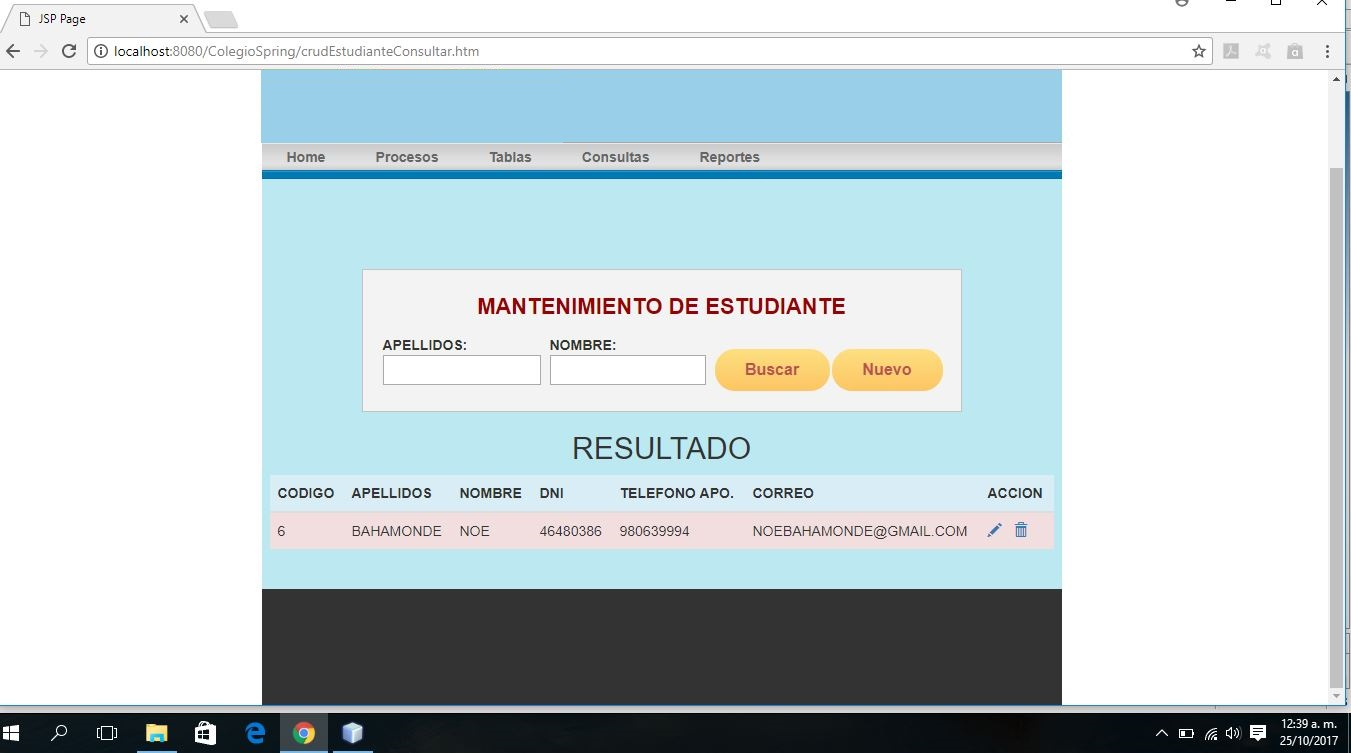 JSP Page
localhost:8080/ColegioSpring/crudEstudianteConsultar.htm
Home Procesos Tablas Consultas Reportes
MANTENIMIENTO DE ESTUDIANTE
APELLIDOS: NOMBRE:
Buscar Nuevo
RESULTADO
CODIGO APELLIDOS NOMBRE DNI TELEFONO APO. CORREO ACCION
6 BAHAMONDE NOE 46480386 980639994 NOEBAHAMONDE@GMAIL.COM
12:39 a. m.
25/10/2017